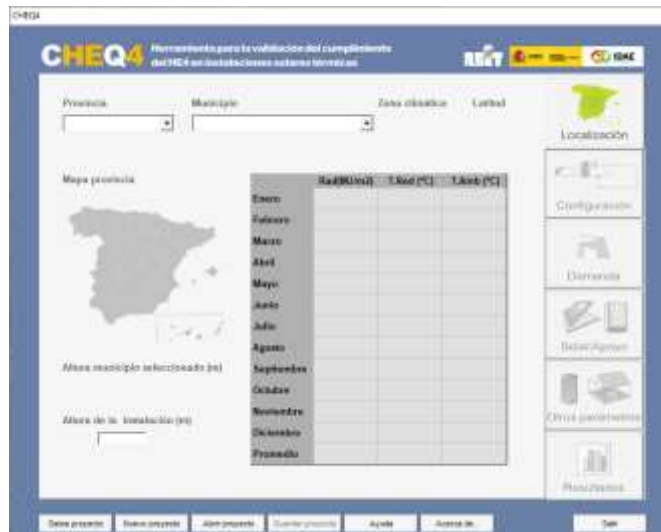 CHEQ4
CHEQ4
Herramienta para la validación del cumplimiento
del HE4 en instalaciones solares térmicas
IDAE
Provincia Municipio Zona climática Latitud
Localización
Mapa provincia
Rad(MJ/m2) T.Red (ºC) T.Amb (ºC)
Enero
Febrero
Marzo
Abril
Mayo
Junio
Julio
Agosto
Septiembre
Octubre
Noviembre
Diciembre
Promedio
Configuración
Demanda
Solar/Apoyo
Otros parámetros
Resultados
Altura municipio seleccionado (m)
Altura de la instalación (m)
Nuevo proyecto Abrir proyecto Guardar proyecto Ayuda Acerca de... Salir